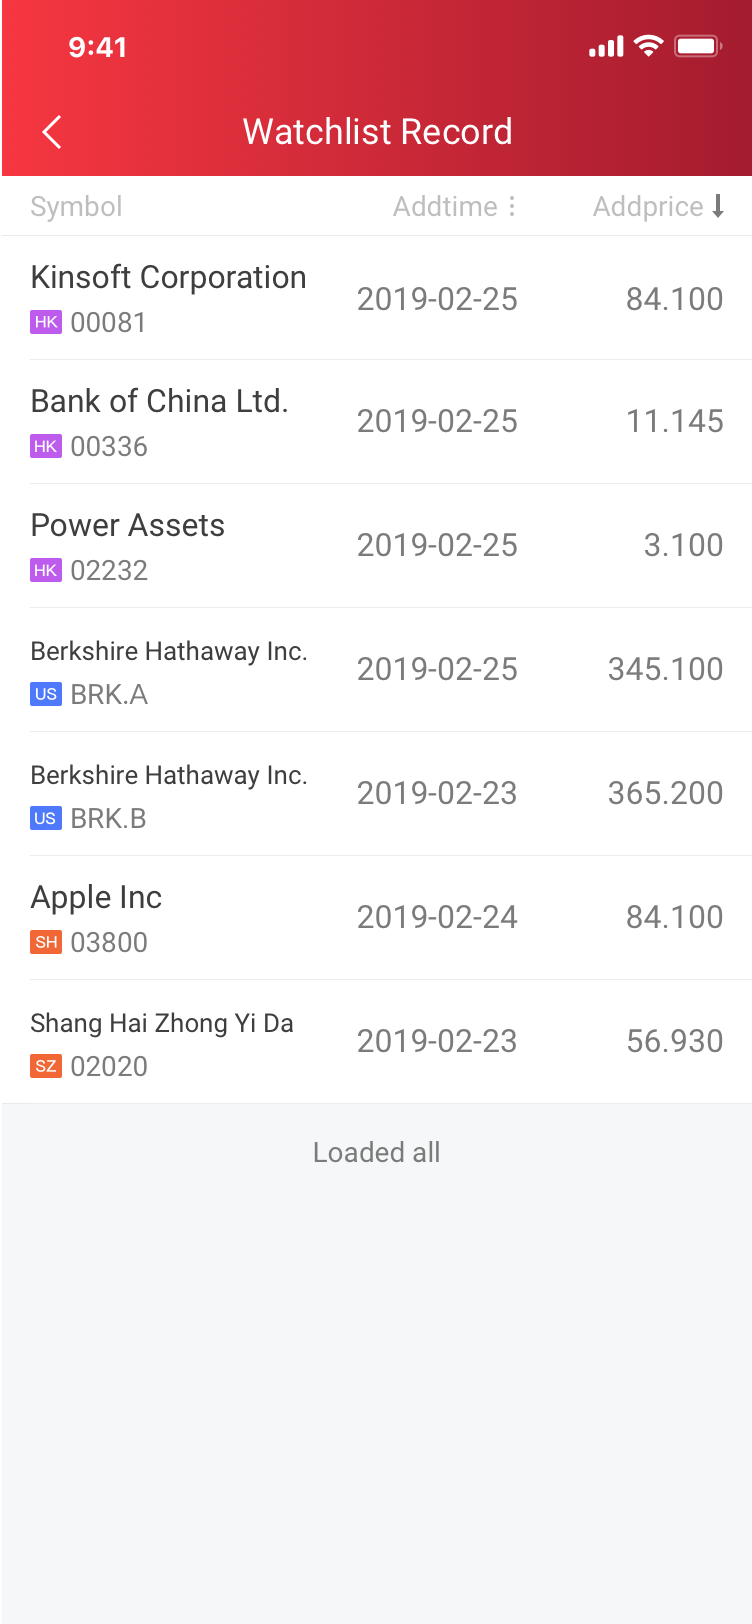 9:41
Watchlist Record
Symbol Addtime Addprice
Kinsoft Corporation
HK 00081 2019-02-25 84.100
Bank of China Ltd.
HK 00336 2019-02-25 11.145
Power Assets
HK 02232 2019-02-25 3.100
Berkshire Hathaway Inc.
US BRK.A 2019-02-25 345.100
Berkshire Hathaway Inc.
US BRK.B 2019-02-23 365.200
Apple Inc
SH 03800 2019-02-24 84.100
Shang Hai Zhong Yi Da
SZ 02020 2019-02-23 56.930
Loaded all